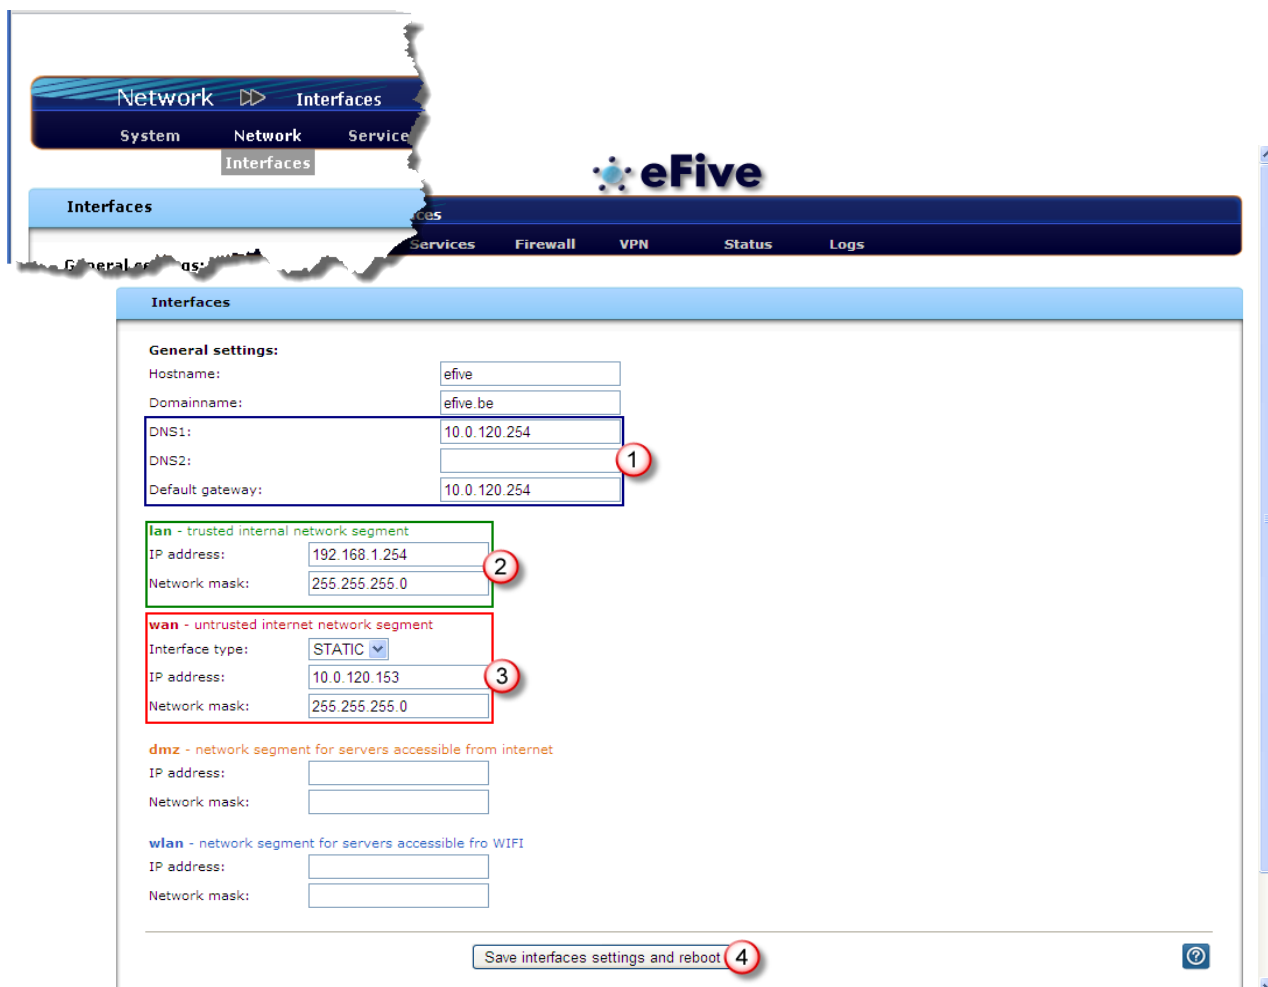 Network Interfaces
System Network Service
Interfaces
Interfaces
General settings:
eFive
ces
Services Firewall VPN Status Logs
Interfaces
General settings:
Hostname: efive
Domainname: efive.be
DNS1: 10.0.120.254
DNS2:
1
Default gateway: 10.0.120.254
lan - trusted internal network segment
IP address: 192.168.1.254
2
Network mask: 255.255.255.0
wan - untrusted internet network segment
Interface type: STATIC
IP address: 10.0.120.153
3
Network mask: 255.255.255.0
dmz - network segment for servers accessible from internet
IP address:
Network mask:
wlan - network segment for servers accessible fro WIFI
IP address:
Network mask:
Save interfaces settings and reboot 4
?